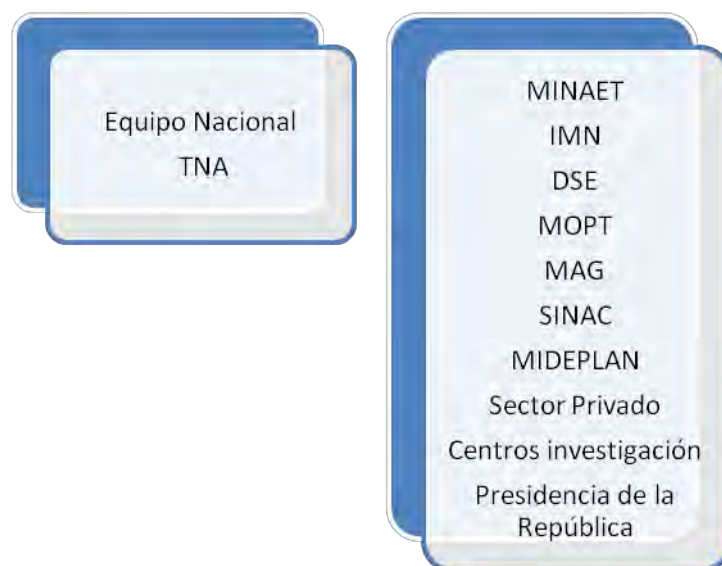 Equipo Nacional
TNA
MINAET
IMN
DSE
MOPT
MAG
SINAC
MIDEPLAN
Sector Privado
Centros investigación
Presidencia de la
República